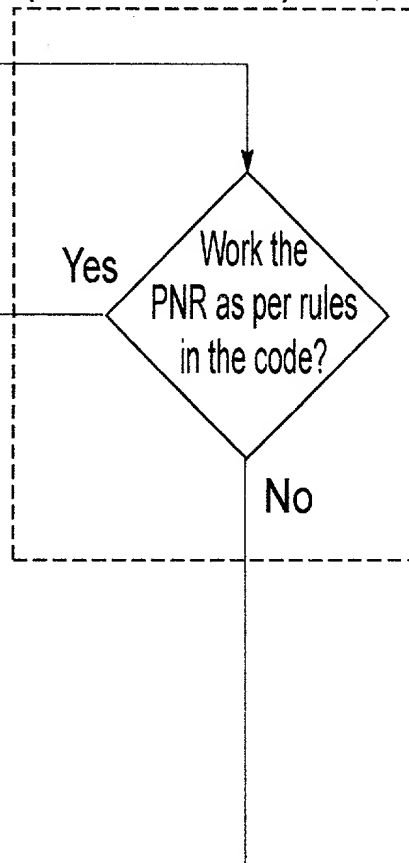 Work the
Yes
PNR as per rules
in the code?
No